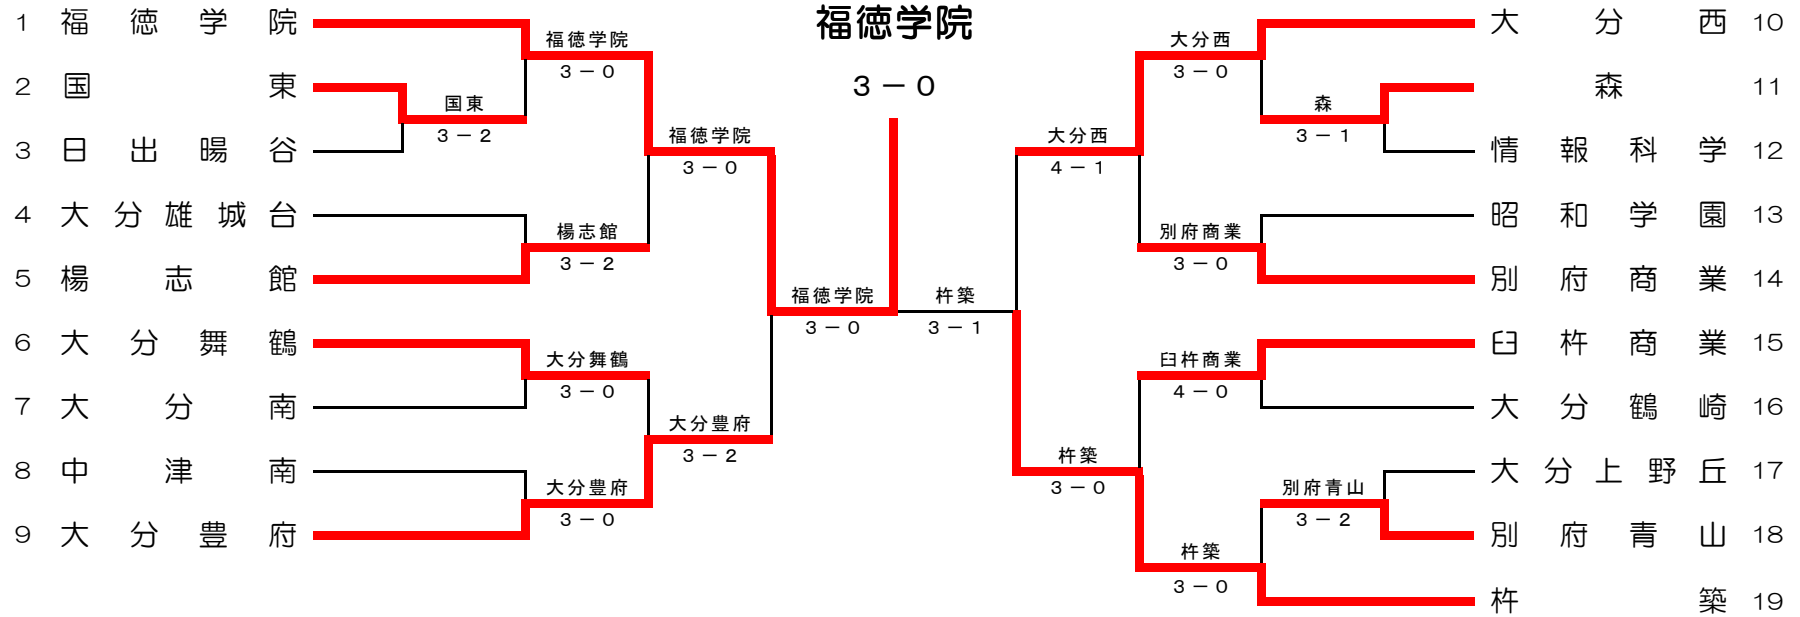 福徳学院
3－0
1 福徳学院
2 国東
3 日出暘谷
4 大分雄城台
5 楊志館
6 大分舞鶴
7 大分南
8 中津南
9 大分豊府
福徳学院
3－0
国東
3－2
楊志館
3－2
大分舞鶴
3－0
大分豊府
3－0
福徳学院
3－0
大分豊府
3－2
福徳学院
3－0
杵築
3－1
大分西
4－1
杵築
3－0
大分西
3－0
森
3－1
別府商業
3－0
臼杵商業
4－0
別府青山
3－2
杵築
3－0
大分西 10
森 11
情報科学 12
昭和学園 13
別府商業 14
臼杵商業 15
大分鶴崎 16
大分上野丘 17
別府青山 18
杵築 19